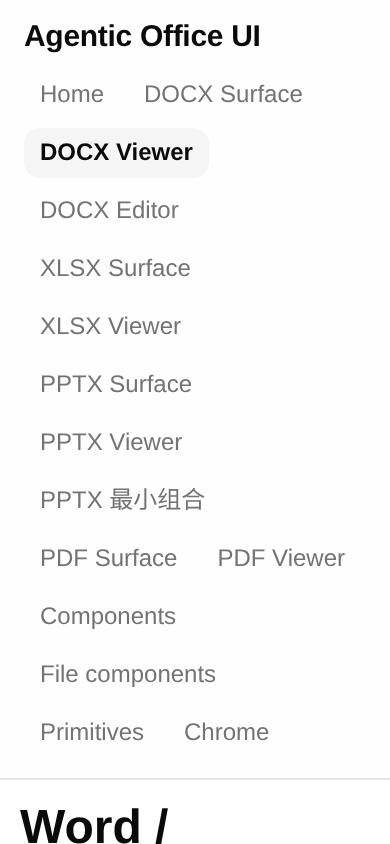 Agentic Office UI
Home DOCX Surface
DOCX Viewer
DOCX Editor
XLSX Surface
XLSX Viewer
PPTX Surface
PPTX Viewer
PPTX 最小组合
PDF Surface PDF Viewer
Components
File components
Primitives Chrome
Word /